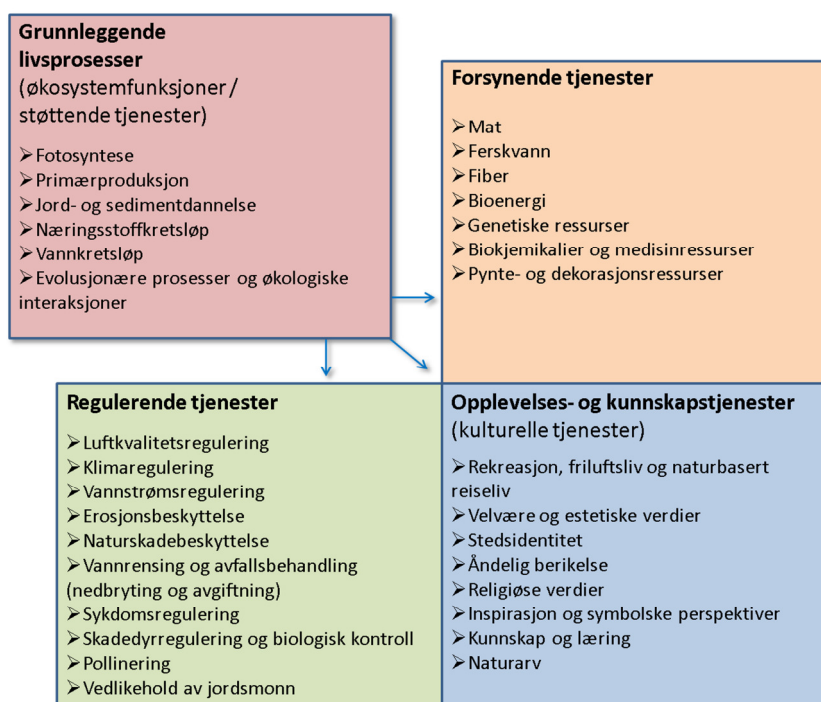 Grunnleggende
livsprosesser
(økosystemfunksjoner /
støttende tjenester)
➢Fotosyntese
➢Primærproduksjon
➢Jord- og sedimentdannelse
➢Næringsstoffkretsløp
➢Vannkretsløp
➢Evolusjonære prosesser og økologiske
interaksjoner
Forsynende tjenester
➢Mat
➢Ferskvann
➢Fiber
➢Bioenergi
➢Genetiske ressurser
➢Biokjemikalier og medisinressurser
➢Pynte- og dekorasjonsressurser
Regulerende tjenester
➢Luftkvalitetsregulering
➢Klimaregulering
➢Vannstrømsregulering
➢Erosjonsbeskyttelse
➢Naturskadebeskyttelse
➢Vannrensing og avfallsbehandling
(nedbryting og avgiftning)
➢Sykdomsregulering
➢Skadedyrregulering og biologisk kontroll
➢Pollinering
➢Vedlikehold av jordsmonn
Opplevelses- og kunnskapstjenester
(kulturelle tjenester)
➢Rekreasjon, friluftsliv og naturbasert
reiseliv
➢Velvære og estetiske verdier
➢Stedsidentitet
➢Åndelig berikelse
➢Religiøse verdier
➢Inspirasjon og symbolske perspektiver
➢Kunnskap og læring
➢Naturarv